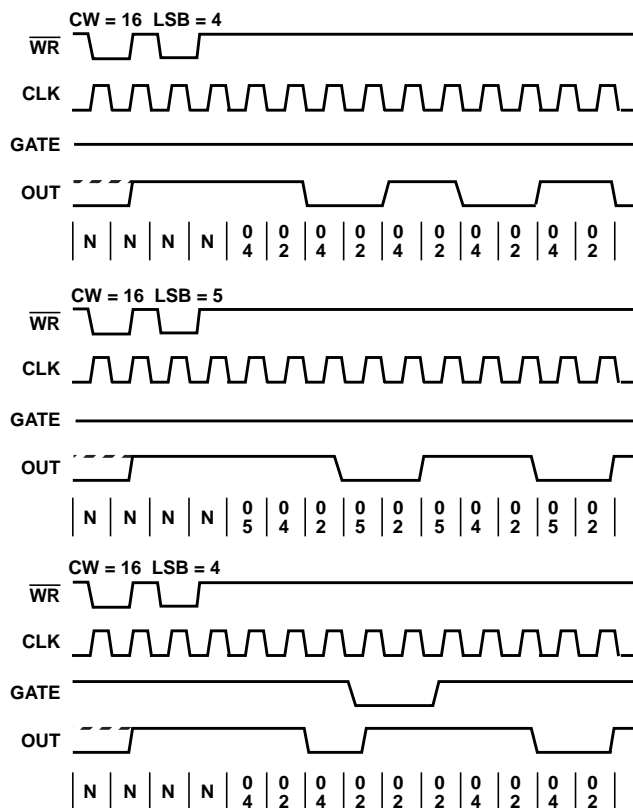 CW = 16 LSB = 4
WR
CLK
GATE
OUT
N N N N 0 4 0 2 0 4 0 2 0 4 0 2 0 4 0 2 0 4 0 2
CW = 16 LSB = 5
WR
CLK
GATE
OUT
N N N N 0 5 0 4 0 2 0 5 0 2 0 5 0 4 0 2 0 5 0 2
CW = 16 LSB = 4
WR
CLK
GATE
OUT
N N N N 0 4 0 2 0 4 0 2 0 2 0 2 0 4 0 2 0 4 0 2